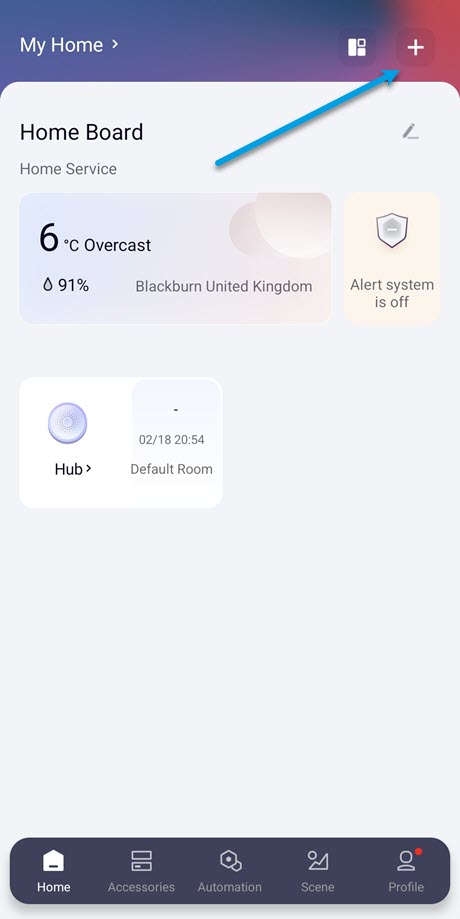 My Home >
Home Board
Home Service
6 °C Overcast
91%
Blackburn United Kingdom
Alert system
is off
-
02/18 20:54
Hub >
Default Room
Home
Accessories
Automation
Scene
Profile